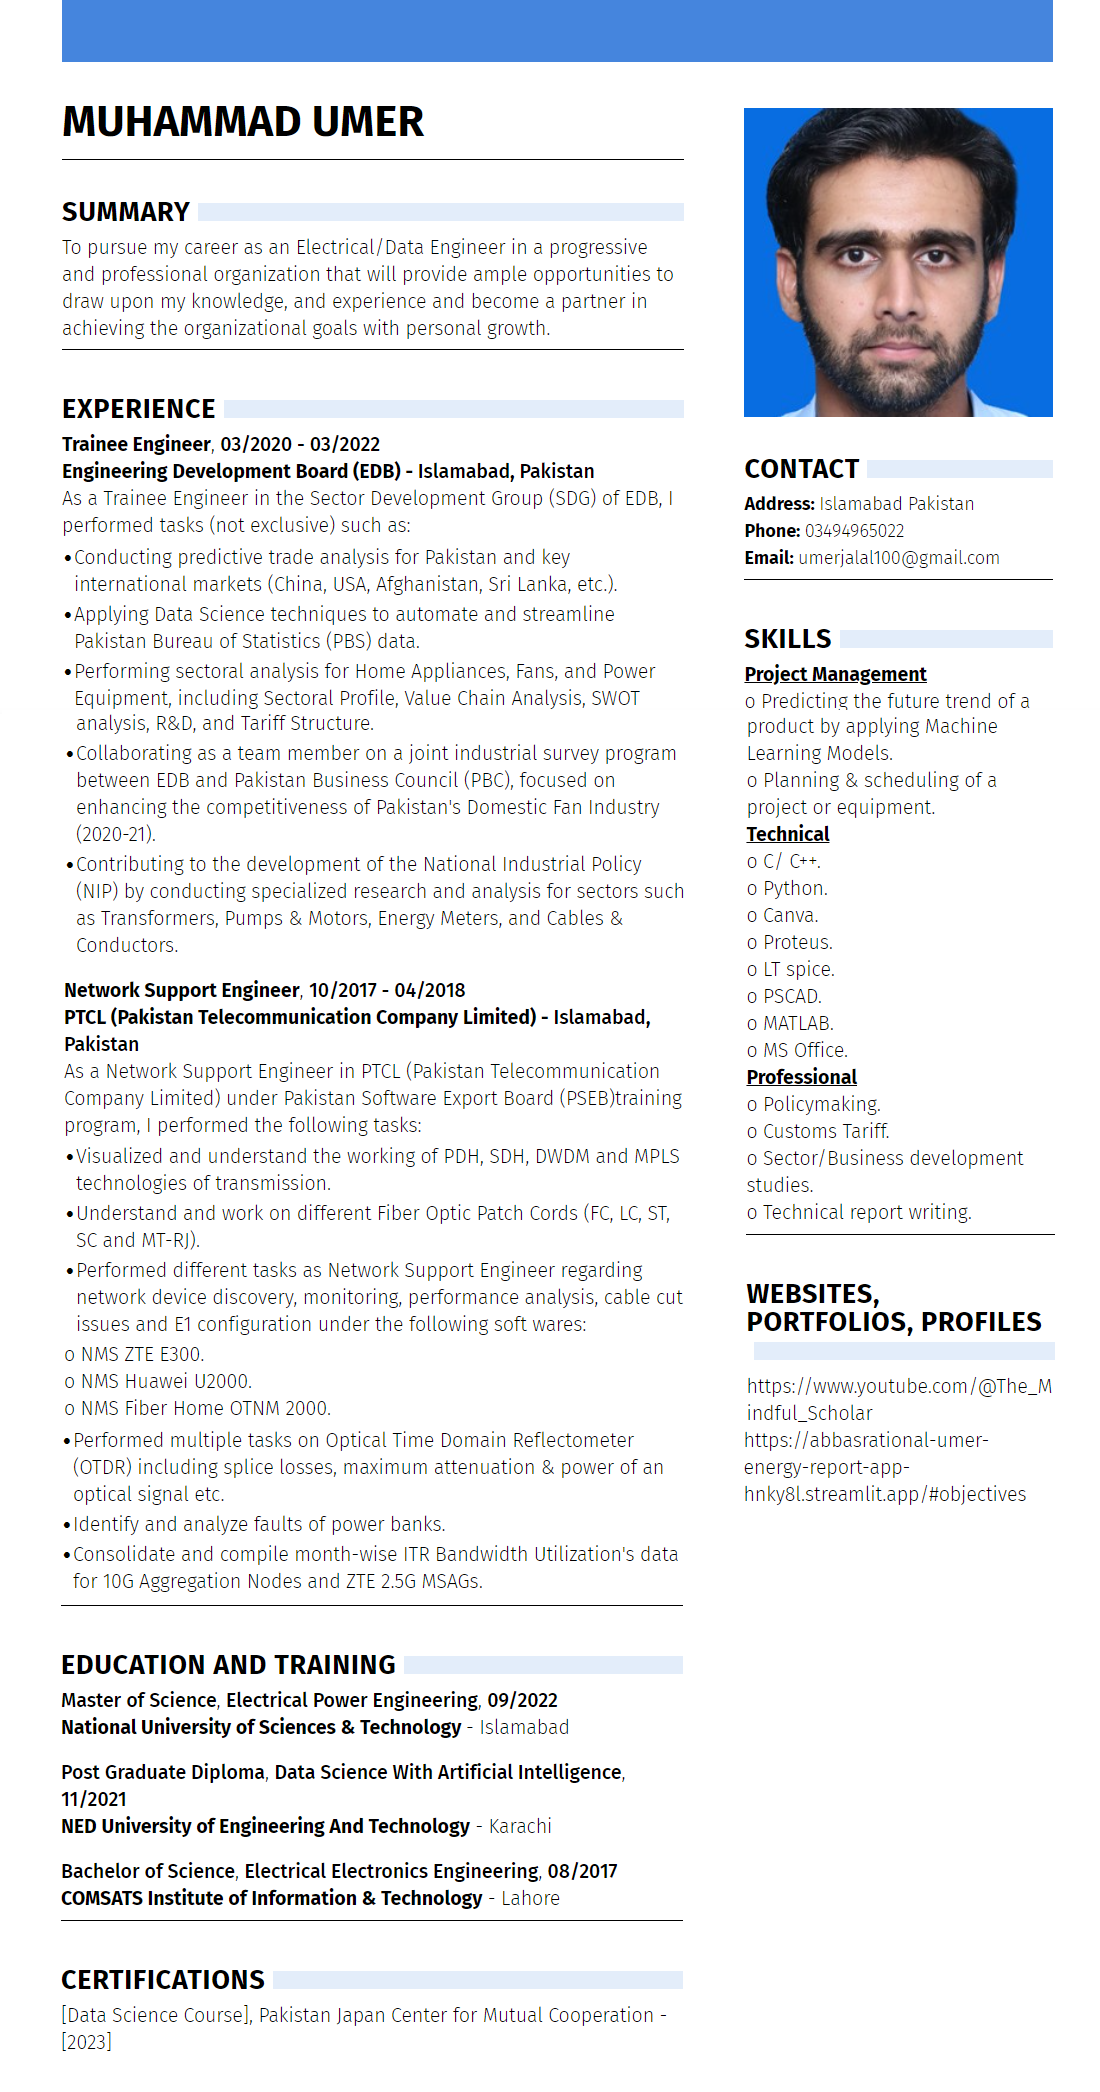 MUHAMMAD UMER
SUMMARY
To pursue my career as an Electrical/Data Engineer in a progressive
and professional organization that will provide ample opportunities to
draw upon my knowledge, and experience and become a partner in
achieving the organizational goals with personal growth.
EXPERIENCE
Trainee Engineer, 03/2020 - 03/2022
Engineering Development Board (EDB) - Islamabad, Pakistan
As a Trainee Engineer in the Sector Development Group (SDG) of EDB, I
performed tasks (not exclusive) such as:
•Conducting predictive trade analysis for Pakistan and key
international markets (China, USA, Afghanistan, Sri Lanka, etc.).
•Applying Data Science techniques to automate and streamline
Pakistan Bureau of Statistics (PBS) data.
•Performing sectoral analysis for Home Appliances, Fans, and Power
Equipment, including Sectoral Profile, Value Chain Analysis, SWOT
analysis, R&D, and Tariff Structure.
•Collaborating as a team member on a joint industrial survey program
between EDB and Pakistan Business Council (PBC), focused on
enhancing the competitiveness of Pakistan's Domestic Fan Industry
(2020-21).
•Contributing to the development of the National Industrial Policy
(NIP) by conducting specialized research and analysis for sectors such
as Transformers, Pumps & Motors, Energy Meters, and Cables &
Conductors.
Network Support Engineer, 10/2017 - 04/2018
PTCL (Pakistan Telecommunication Company Limited) - Islamabad,
Pakistan
As a Network Support Engineer in PTCL (Pakistan Telecommunication
Company Limited) under Pakistan Software Export Board (PSEB)training
program, I performed the following tasks:
•Visualized and understand the working of PDH, SDH, DWDM and MPLS
technologies of transmission.
•Understand and work on different Fiber Optic Patch Cords (FC, LC, ST,
SC and MT-RJ).
•Performed different tasks as Network Support Engineer regarding
network device discovery, monitoring, performance analysis, cable cut
issues and E1 configuration under the following soft wares:
o NMS ZTE E300.
o NMS Huawei U2000.
o NMS Fiber Home OTNM 2000.
•Performed multiple tasks on Optical Time Domain Reflectometer
(OTDR) including splice losses, maximum attenuation & power of an
optical signal etc.
•Identify and analyze faults of power banks.
•Consolidate and compile month-wise ITR Bandwidth Utilization's data
for 10G Aggregation Nodes and ZTE 2.5G MSAGs.
EDUCATION AND TRAINING
Master of Science, Electrical Power Engineering, 09/2022
National University of Sciences & Technology - Islamabad
Post Graduate Diploma, Data Science With Artificial Intelligence,
11/2021
NED University of Engineering And Technology - Karachi
Bachelor of Science, Electrical Electronics Engineering, 08/2017
COMSATS Institute of Information & Technology - Lahore
CERTIFICATIONS
[Data Science Course], Pakistan Japan Center for Mutual Cooperation -
[2023]
CONTACT
Address: Islamabad Pakistan
Phone: 03494965022
Email: umerjalal100@gmail.com
SKILLS
Project Management
o Predicting the future trend of a
product by applying Machine
Learning Models.
o Planning & scheduling of a
project or equipment.
Technical
o C/ C++.
o Python.
o Canva.
o Proteus.
o LT spice.
o PSCAD.
o MATLAB.
o MS Office.
Professional
o Policymaking.
o Customs Tariff.
o Sector/Business development
studies.
o Technical report writing.
WEBSITES,
PORTFOLIOS, PROFILES
https://www.youtube.com/@The_M
indful_Scholar
https://abbasrational-umer-
energy-report-app-
hnky8l.streamlit.app/#objectives